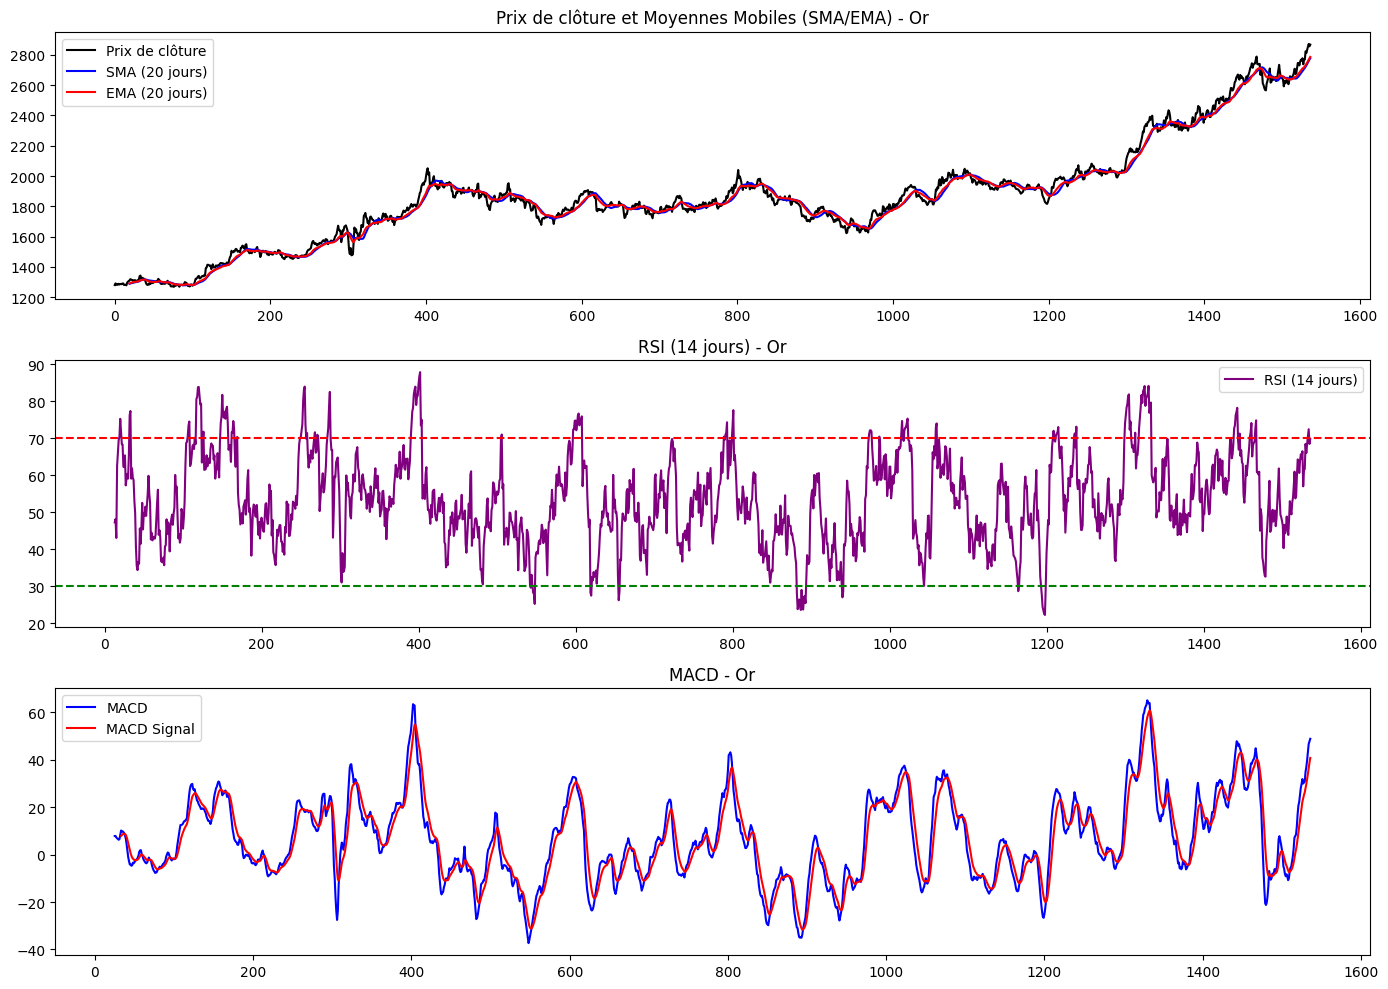 Prix de clôture et Moyennes Mobiles (SMA/EMA) - Or
Prix de clôture
SMA (20 jours)
EMA (20 jours)
2800
2600
2400
2200
2000
1800
1600
1400
1200
0 200 400 600 800 1000 1200 1400 1600
RSI (14 jours) - Or
RSI (14 jours)
90
80
70
60
50
40
30
20
0 200 400 600 800 1000 1200 1400 1600
MACD - Or
MACD
MACD Signal
60
40
20
0
−20
−40
0 200 400 600 800 1000 1200 1400 1600